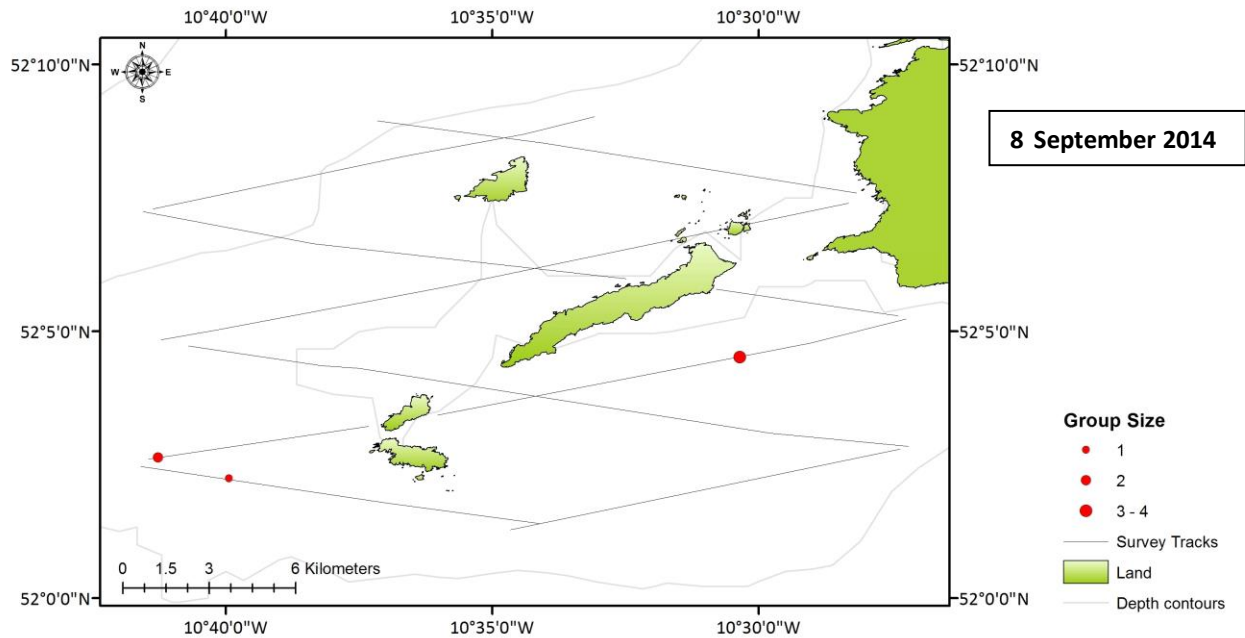 10°40'0"W 10°35'0"W 10°30'0"W
52°10'0"N 52°10'0"N
N
W E
S
8 September 2014
52°5'0"N 52°5'0"N
Group Size
1
2
3 - 4
Survey Tracks
Land
Depth contours
0 1.5 3 6 Kilometers
52°0'0"N 52°0'0"N
10°40'0"W 10°35'0"W 10°30'0"W